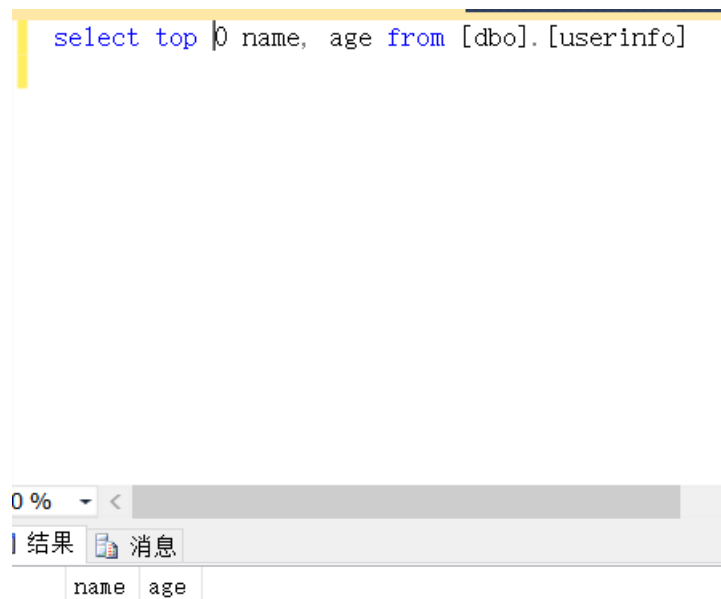 select top 0 name, age from [dbo].[userinfo]
0 %
结果 消息
name age